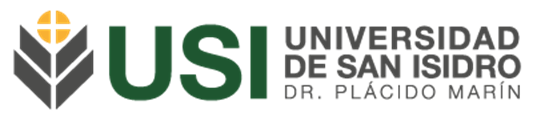 USI
UNIVERSIDAD
DE SAN ISIDRO
DR. PLÁCIDO MARÍN